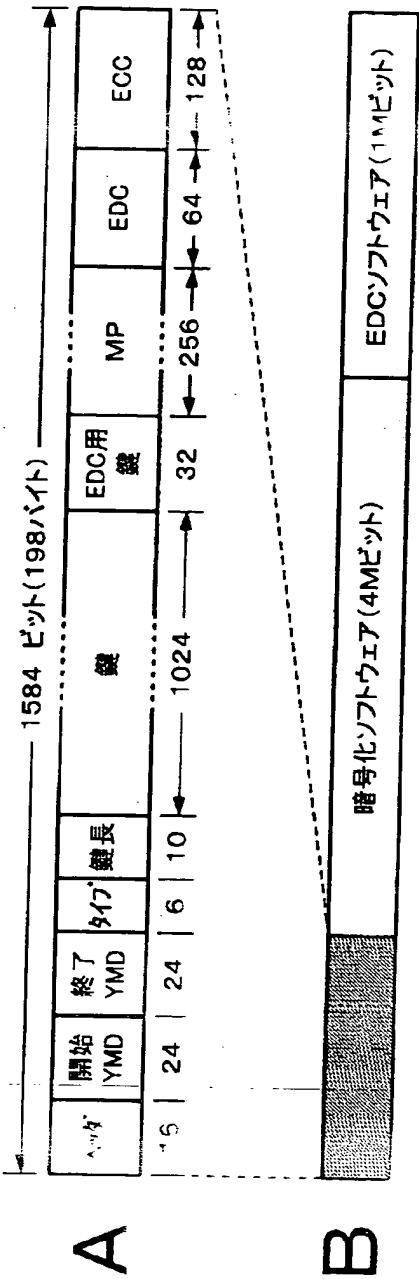 A
1584 ビット(198バイト)
ヘッダ
開始
YMD
終了
YMD
タイプ
鍵長
鍵
EDC用
鍵
MP
EDC
ECC
16
24
24
6
10
1024
32
256
64
128
B
暗号化ソフトウェア(4Mビット)
EDCソフトウェア(1Mビット)